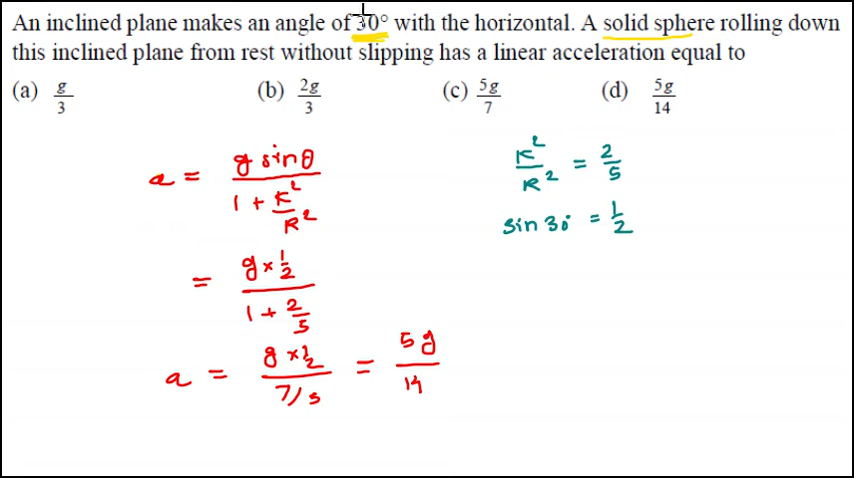 An inclined plane makes an angle of 30° with the horizontal. A solid sphere rolling down
this inclined plane from rest without slipping has a linear acceleration equal to
(a) g/3 (b) 2g/3 (c) 5g/7 (d) 5g/14
a = g sinθ / (1 + K²/R²)
K²/R² = 2/5
sin 30° = 1/2
= g × 1/2 / (1 + 2/5)
a = g × 1/2 / 7/5 = 5g/14